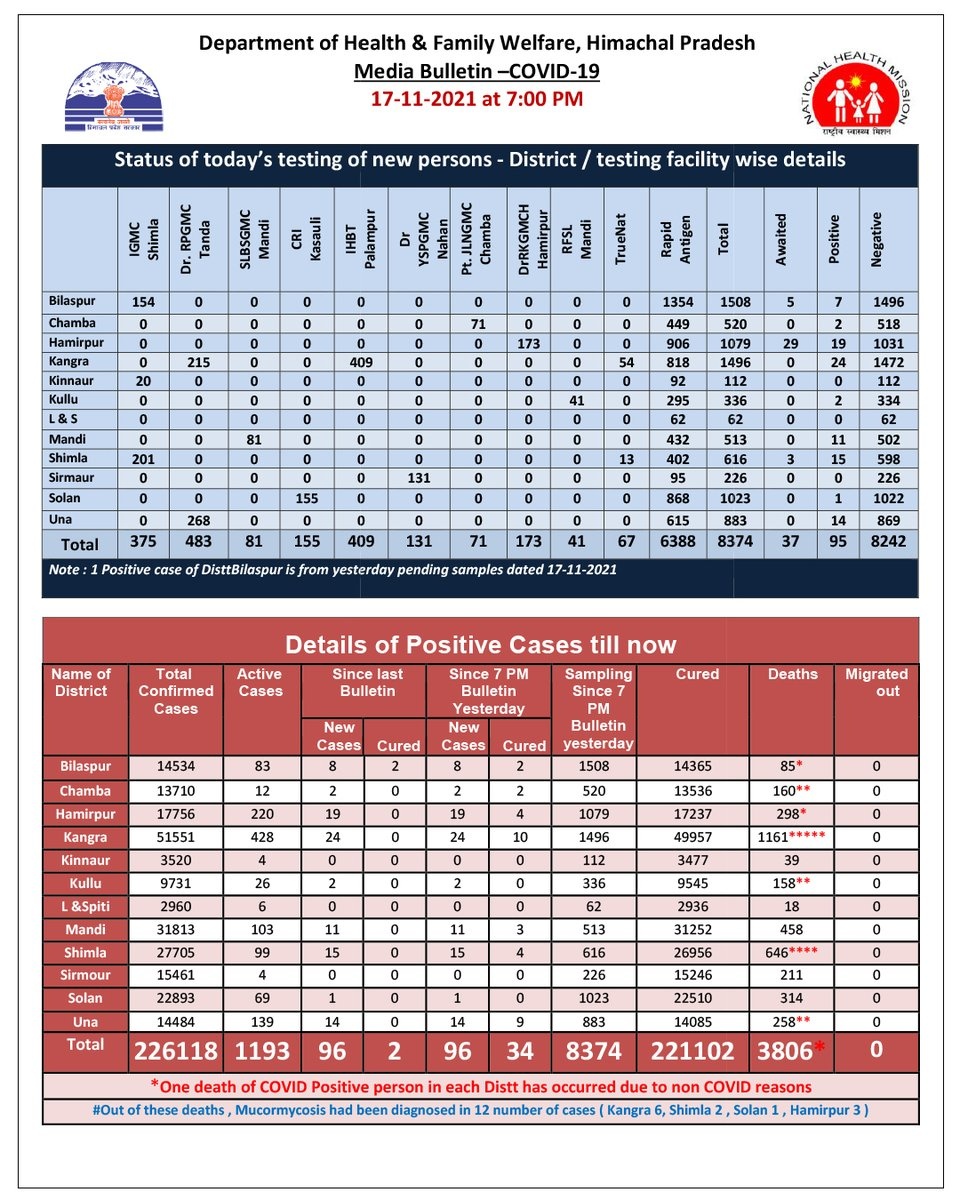 Department of Health & Family Welfare, Himachal Pradesh
Media Bulletin –COVID-19
17-11-2021 at 7:00 PM
हिमाचल प्रदेश सरकार
NATIONAL HEALTH MISSION
राष्ट्रीय स्वास्थ्य मिशन
Status of today's testing of new persons - District / testing facility wise details
IGMC Shimla Dr. RPGMC Tanda SLBSGMC Mandi CRI Kasauli IHBT Palampur Dr YSPGMC Nahan Pt. JLNGMC Chamba DrRKGMCH Hamirpur RFSL Mandi TrueNat Rapid Antigen Total Awaited Positive Negative
Bilaspur 154 0 0 0 0 0 0 0 0 0 1354 1508 5 7 1496
Chamba 0 0 0 0 0 0 71 0 0 0 449 520 0 2 518
Hamirpur 0 0 0 0 0 0 0 173 0 0 906 1079 29 19 1031
Kangra 0 215 0 0 409 0 0 0 0 54 818 1496 0 24 1472
Kinnaur 20 0 0 0 0 0 0 0 0 0 92 112 0 0 112
Kullu 0 0 0 0 0 0 0 0 41 0 295 336 0 2 334
L & S 0 0 0 0 0 0 0 0 0 0 62 62 0 0 62
Mandi 0 0 81 0 0 0 0 0 0 0 432 513 0 11 502
Shimla 201 0 0 0 0 0 0 0 0 13 402 616 3 15 598
Sirmaur 0 0 0 0 0 131 0 0 0 0 95 226 0 0 226
Solan 0 0 0 155 0 0 0 0 0 0 868 1023 0 1 1022
Una 0 268 0 0 0 0 0 0 0 0 615 883 0 14 869
Total 375 483 81 155 409 131 71 173 41 67 6388 8374 37 95 8242
Note : 1 Positive case of DisttBilaspur is from yesterday pending samples dated 17-11-2021
Details of Positive Cases till now
Name of District Total Confirmed Cases Active Cases Since last Bulletin Since 7 PM Bulletin Yesterday Sampling Since 7 PM Bulletin yesterday Cured Deaths Migrated out
New Cases Cured New Cases Cured
Bilaspur 14534 83 8 2 8 2 1508 14365 85* 0
Chamba 13710 12 2 0 2 2 520 13536 160** 0
Hamirpur 17756 220 19 0 19 4 1079 17237 298* 0
Kangra 51551 428 24 0 24 10 1496 49957 1161***** 0
Kinnaur 3520 4 0 0 0 0 112 3477 39 0
Kullu 9731 26 2 0 2 0 336 9545 158** 0
L &Spiti 2960 6 0 0 0 0 62 2936 18 0
Mandi 31813 103 11 0 11 3 513 31252 458 0
Shimla 27705 99 15 0 15 4 616 26956 646**** 0
Sirmour 15461 4 0 0 0 0 226 15246 211 0
Solan 22893 69 1 0 1 0 1023 22510 314 0
Una 14484 139 14 0 14 9 883 14085 258** 0
Total 226118 1193 96 2 96 34 8374 221102 3806* 0
*One death of COVID Positive person in each Distt has occurred due to non COVID reasons
#Out of these deaths , Mucormycosis had been diagnosed in 12 number of cases ( Kangra 6, Shimla 2 , Solan 1 , Hamirpur 3 )